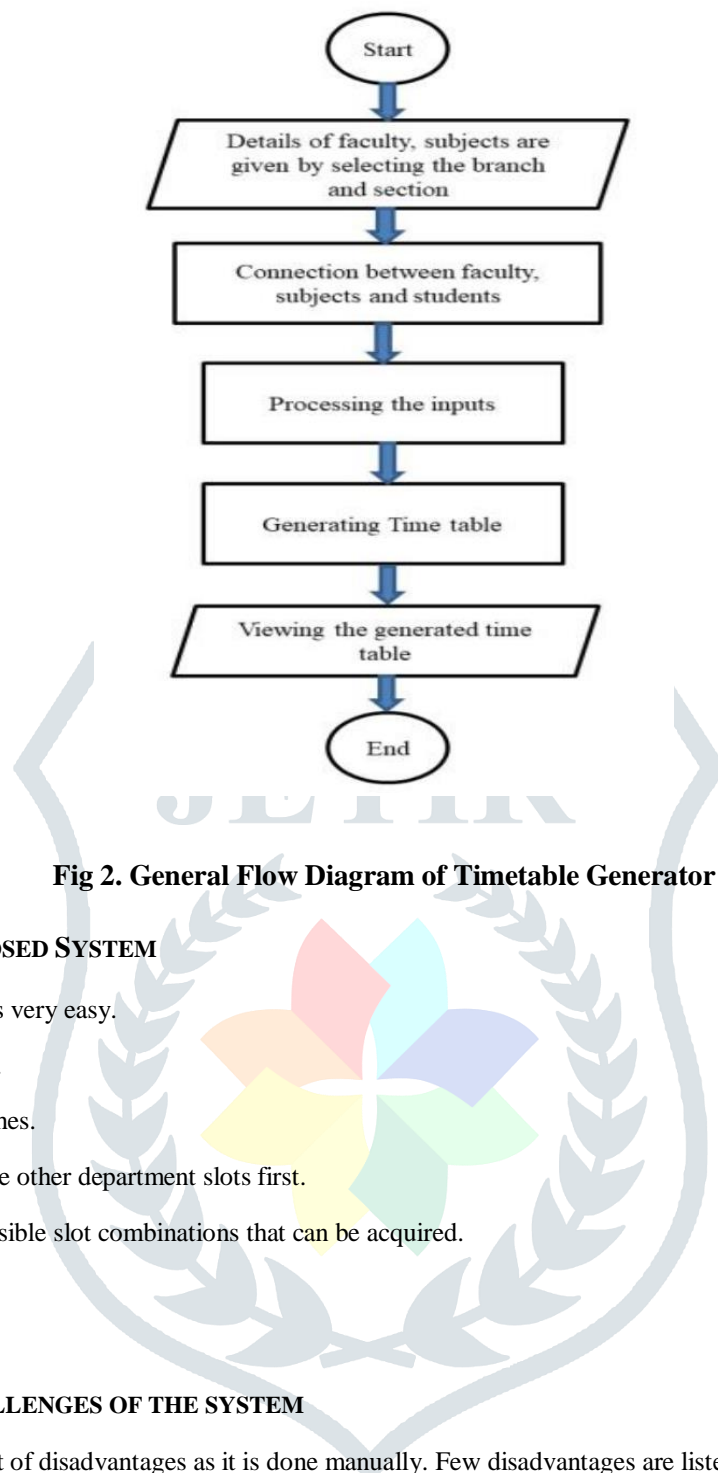 Start
Details of faculty, subjects are
given by selecting the branch
and section
Connection between faculty,
subjects and students
Processing the inputs
Generating Time table
Viewing the generated time
table
End
JETIR
Fig 2. General Flow Diagram of Timetable Generator
OSED SYSTEM
s very easy.
.
nes.
e other department slots first.
sible slot combinations that can be acquired.
LLENGES OF THE SYSTEM
t of disadvantages as it is done manually. Few disadvantages are liste